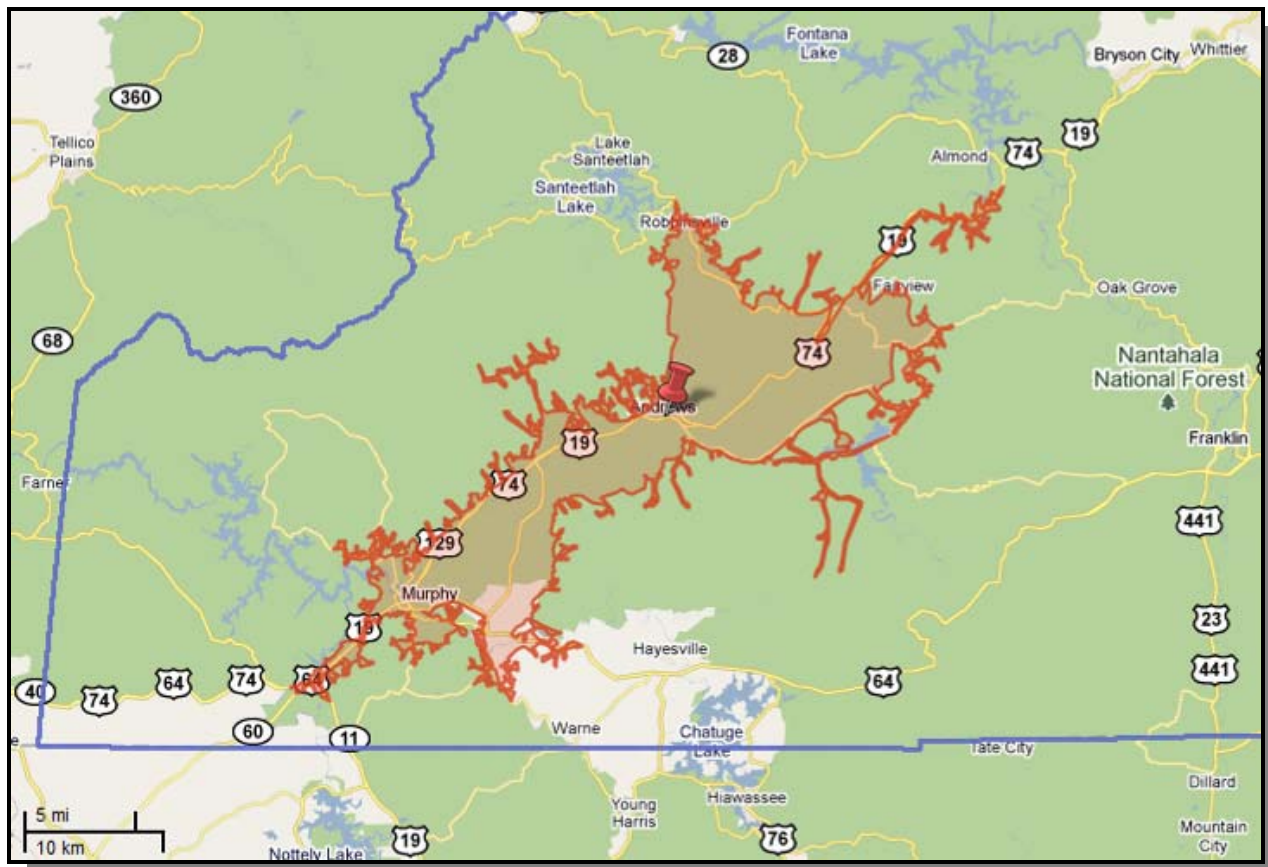 Fontana
Lake
28
Bryson City
Whittier
360
19
Tellico
Plains
Lake
Santeetlah
Almond
74
Santeetlah
Lake
Robbinsville
19
Fairview
Oak Grove
68
74
Nantahala
National Forest
Andrews
19
Franklin
Farner
74
441
129
Murphy
23
19
Hayesville
441
40
74
64
74
64
64
60
11
Warne
Chatuge
Lake
Tate City
Dillard
5 mi
10 km
Young
Harris
Hiawassee
Mountain
City
19
76
Nottely Lake